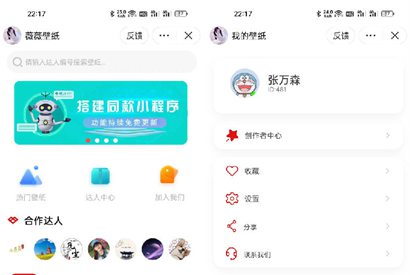 22:17
薇薇壁纸
反馈
请输入达人编号搜索壁纸...
搭建同款小程序
功能持续免费更新
热门壁纸
达人中心
加入我们
合作达人
22:17
我的壁纸
反馈
张万森
ID:481
创作者中心
收藏
设置
分享
联系我们